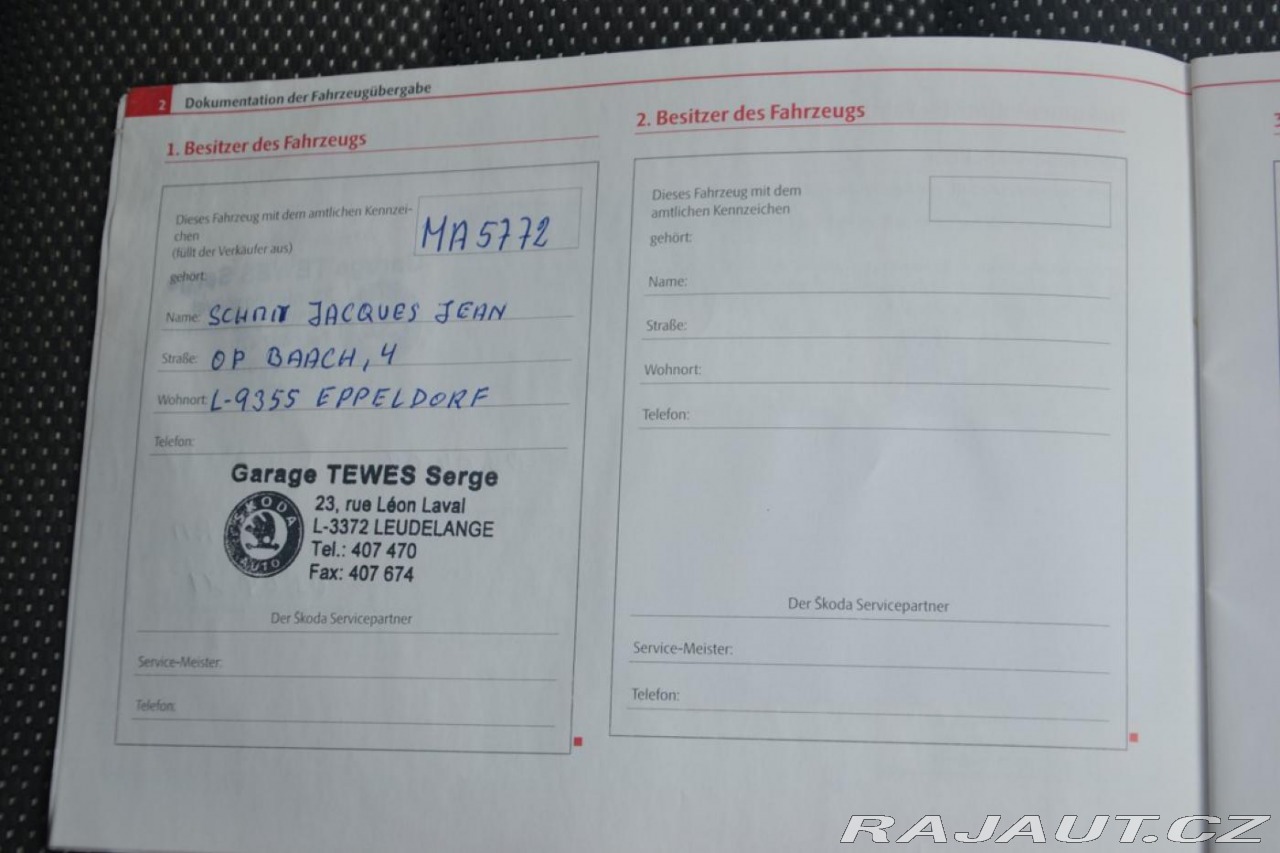 2 Dokumentation der Fahrzeugübergabe
1. Besitzer des Fahrzeugs
Dieses Fahrzeug mit dem amtlichen Kennzei-
chen
(füllt der Verkäufer aus)
MA5772
gehört:
Name: JACQUES JEAN
Straße: OP BAACH, 4
Wohnort: L-9355 EPPELDORF
Telefon:
Garage TEWES Serge
ŠKODA
AUTO
23, rue Léon Laval
L-3372 LEUDELANGE
Tel.: 407 470
Fax: 407 674
Der Škoda Servicepartner
Service-Meister:
Telefon:
2. Besitzer des Fahrzeugs
Dieses Fahrzeug mit dem
amtlichen Kennzeichen
gehört:
Name:
Straße:
Wohnort:
Telefon:
Der Škoda Servicepartner
Service-Meister:
Telefon:
RAJAUT.CZ